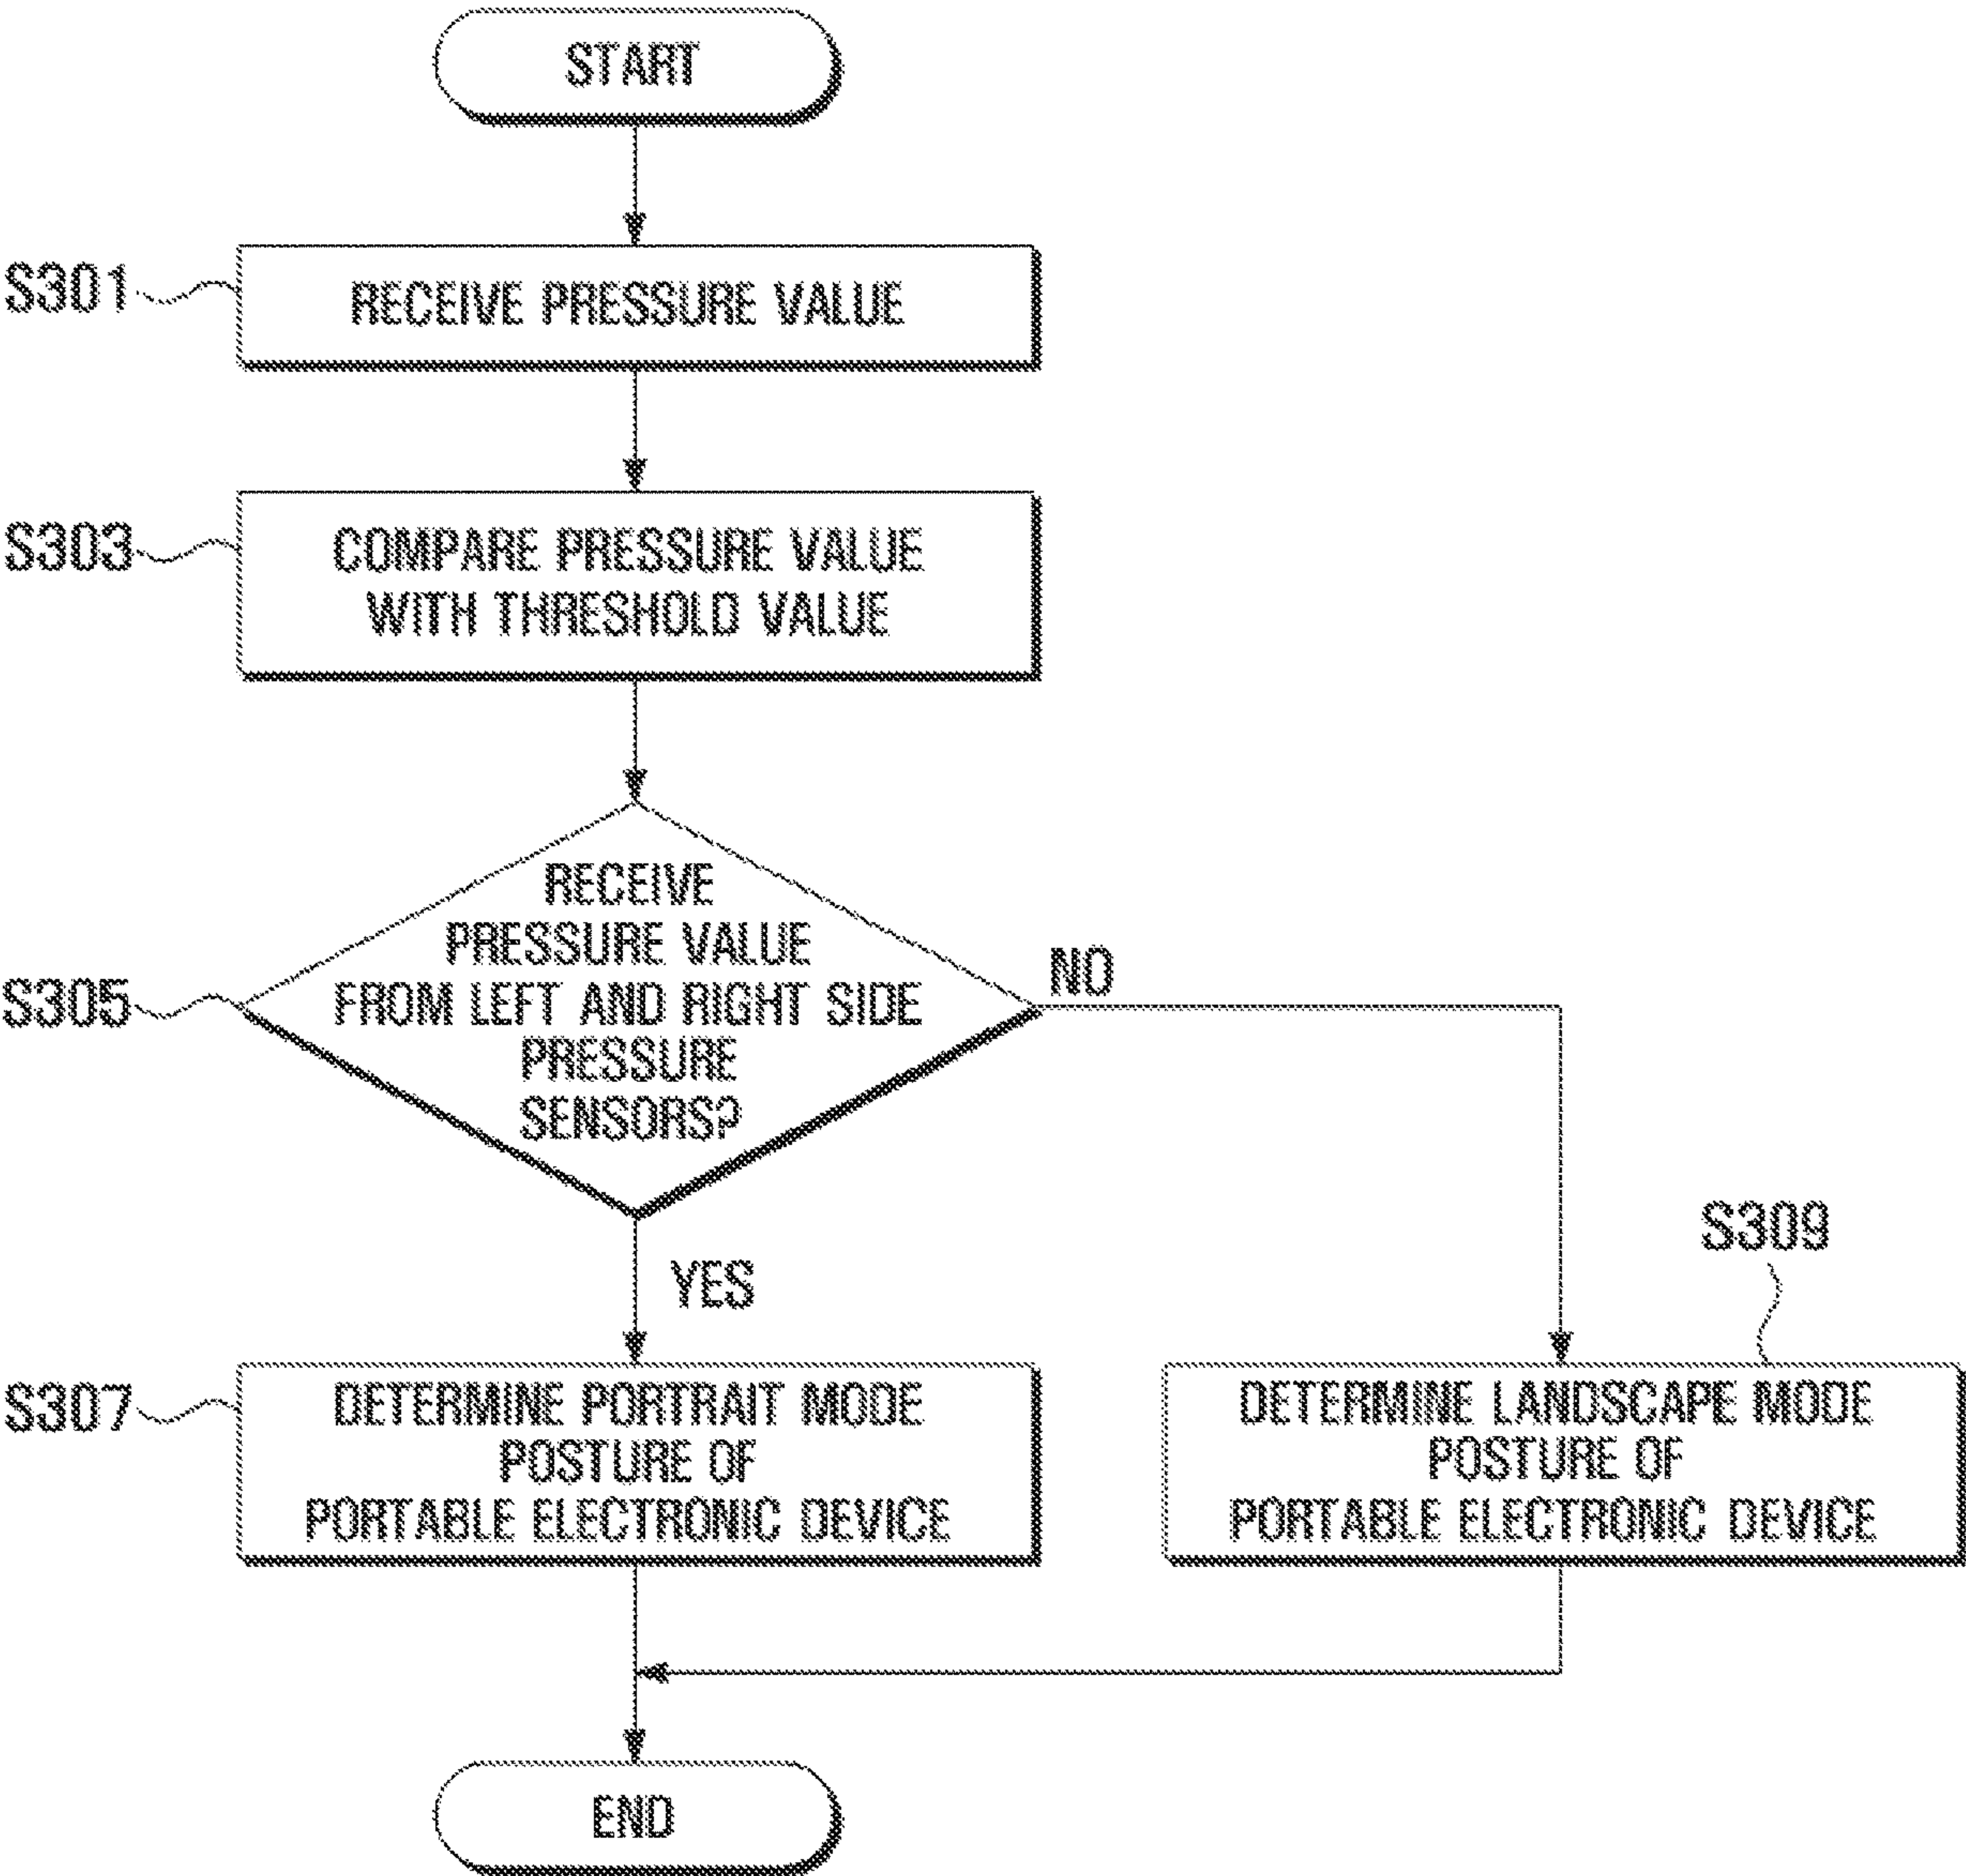 START
S301
RECEIVE PRESSURE VALUE
S303
COMPARE PRESSURE VALUE
WITH THRESHOLD VALUE
S305
RECEIVE
PRESSURE VALUE
FROM LEFT AND RIGHT SIDE
PRESSURE
SENSORS?
NO
YES
S307
DETERMINE PORTRAIT MODE
POSTURE OF
PORTABLE ELECTRONIC DEVICE
S309
DETERMINE LANDSCAPE MODE
POSTURE OF
PORTABLE ELECTRONIC DEVICE
END